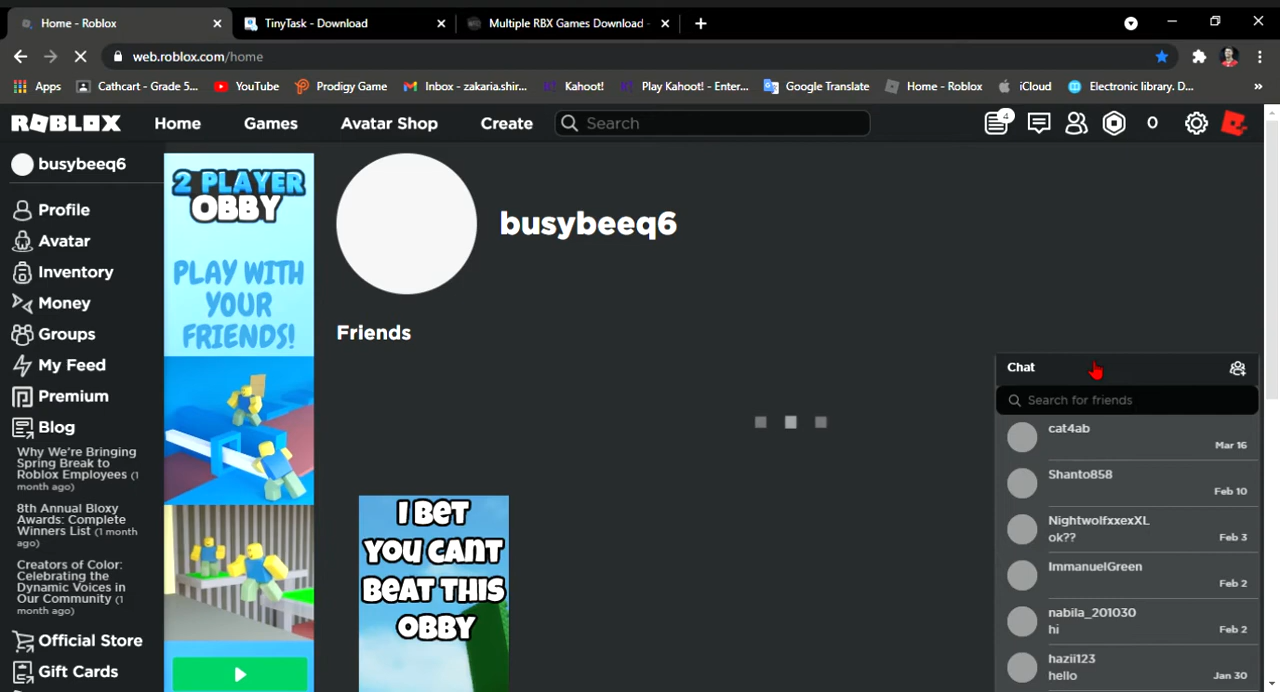 Home - Roblox
TinyTask - Download
Multiple RBX Games Download -
web.roblox.com/home
Apps
Cathcart - Grade 5...
YouTube
Prodigy Game
Inbox - zakaria.shir...
Kahoot!
Play Kahoot! - Enter...
Google Translate
Home - Roblox
iCloud
Electronic library. D...
»
ROBLOX
Home
Games
Avatar Shop
Create
Search
4
0
busybeeq6
Profile
Avatar
Inventory
Money
Groups
My Feed
Premium
Blog
Why We're Bringing
Spring Break to
Roblox Employees (1
month ago)
8th Annual Bloxy
Awards: Complete
Winners List (1 month
ago)
Creators of Color:
Celebrating the
Dynamic Voices in
Our Community (1
month ago)
Official Store
Gift Cards
2 PLAYER
OBBY
PLAY WITH
YOUR
FRIENDS!
busybeeq6
Friends
I BET
YOU CANT
BEAT THIS
OBBY
Chat
Search for friends
cat4ab
Mar 16
Shanto858
Feb 10
NightwolfxxexXL
ok??
Feb 3
ImmanuelGreen
Feb 2
nabila_201030
hi
Feb 2
hazii123
hello
Jan 30